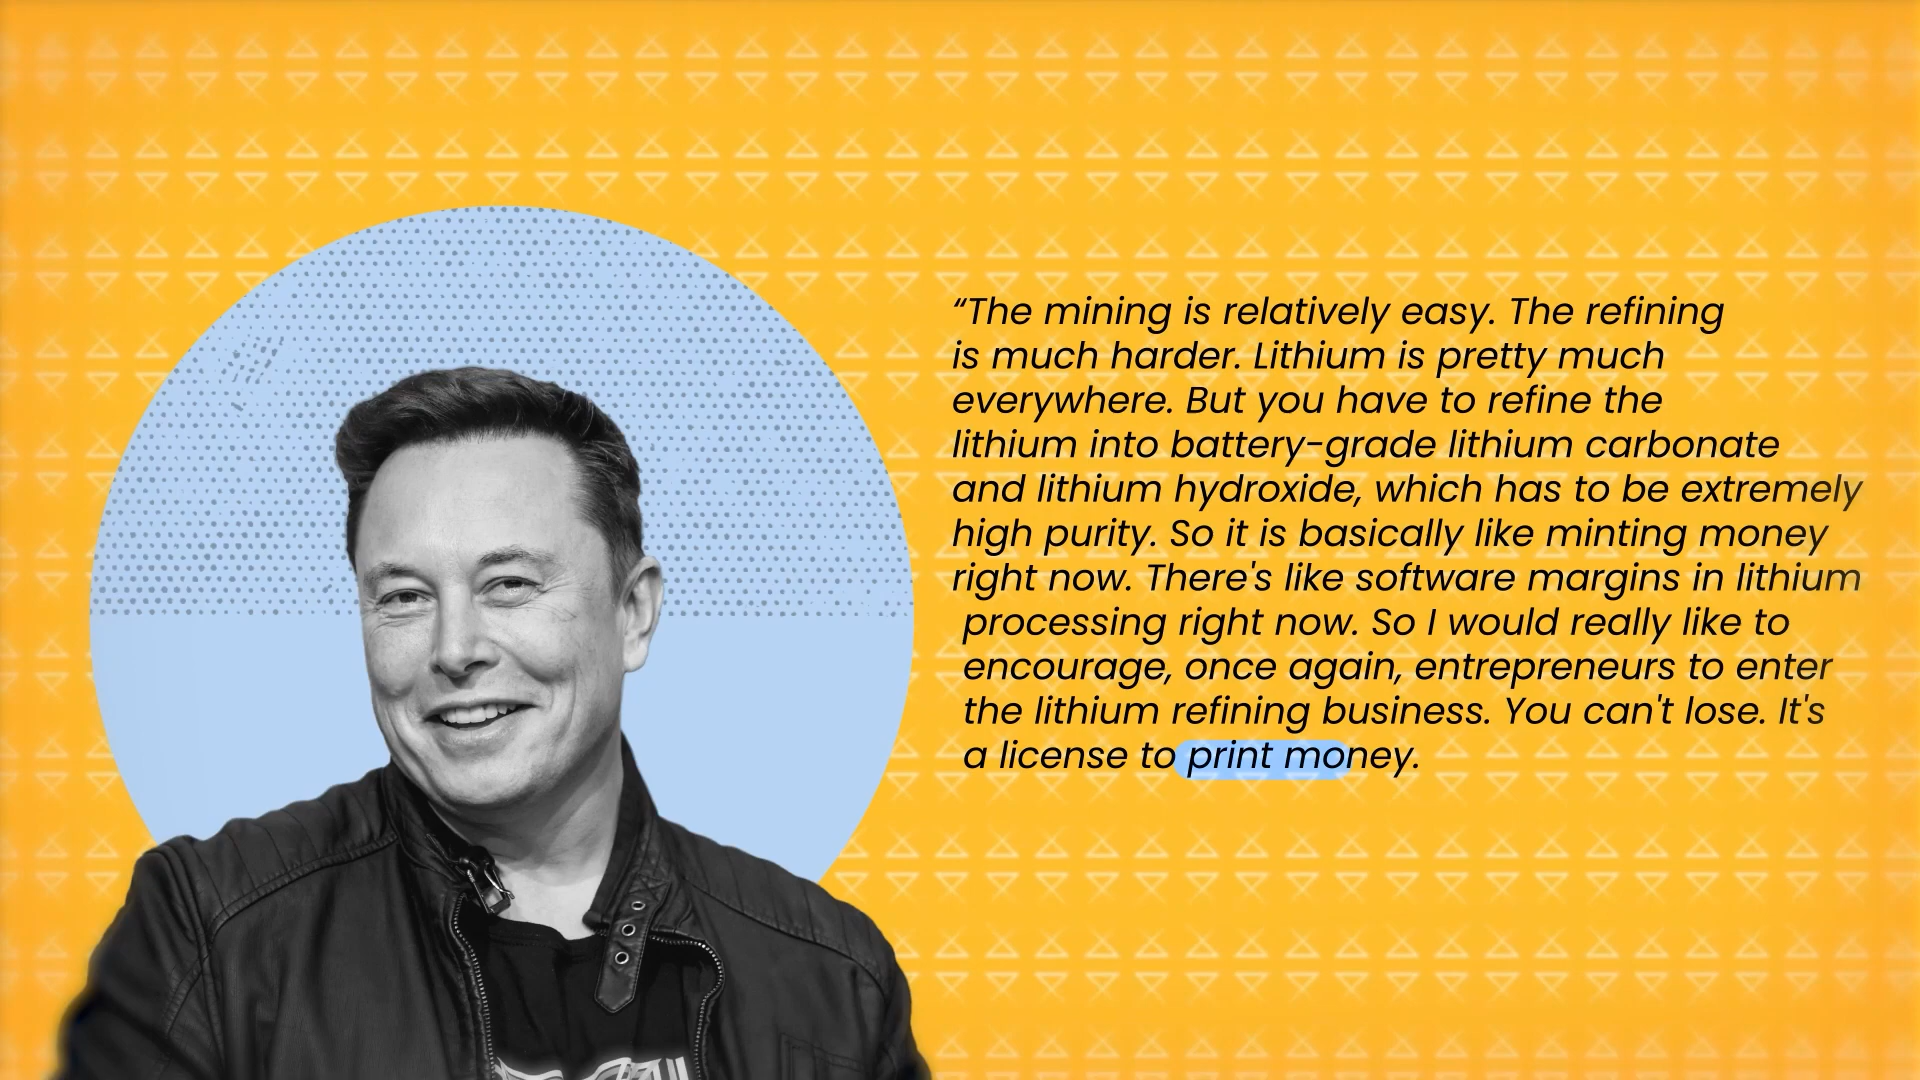 “The mining is relatively easy. The refining
is much harder. Lithium is pretty much
everywhere. But you have to refine the
lithium into battery-grade lithium carbonate
and lithium hydroxide, which has to be extremely
high purity. So it is basically like minting money
right now. There's like software margins in lithium
processing right now. So I would really like to
encourage, once again, entrepreneurs to enter
the lithium refining business. You can't lose. It's
a license to print money.